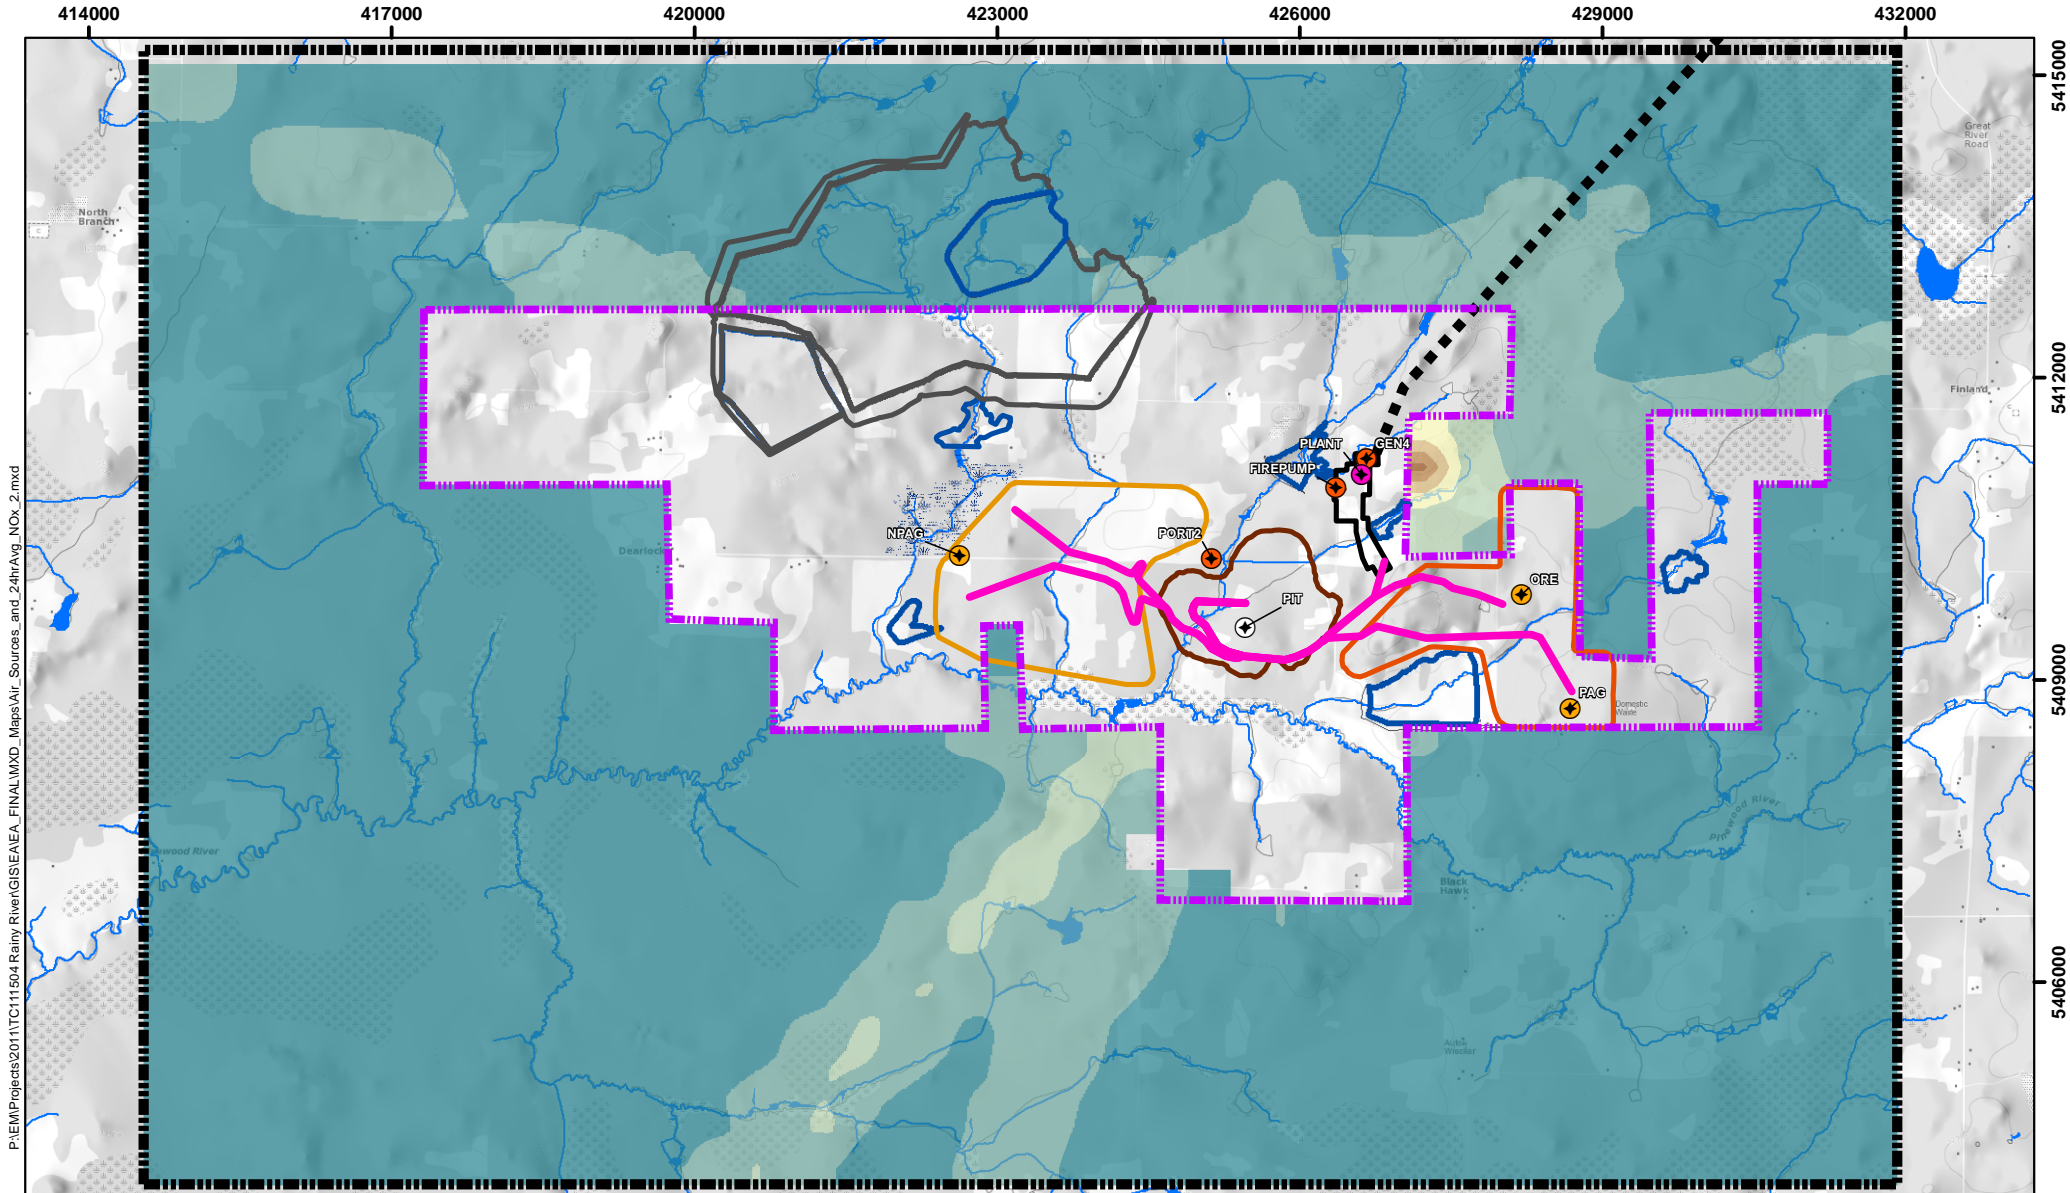 414000 417000 420000 423000 426000 429000 432000
5415000
Great
River
Road
North
Branch
C
5412000
Finland
PLANT
GEN4
FIREPUMP
NPAG
PORT2
Dearlock
ORE
PIT
5409000
PAG
Domestic
Waste
Pinewood River
Black
Hawk
5406000
P:\EM\Projects\2011\TC111504 Rainy River\GIS\EA\EA_FINAL\MXD_Maps\Air_Sources_and_24hrAvg_NOx_2.mxd